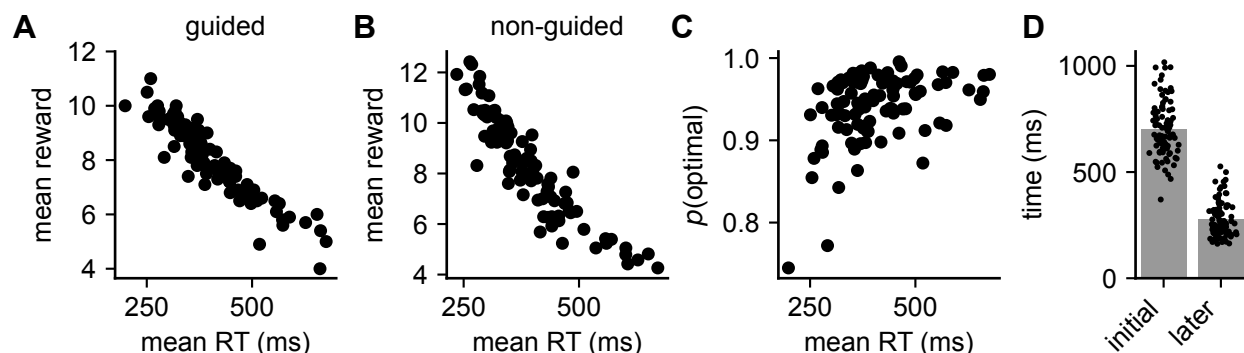 A
guided
mean reward
12
10
8
6
4
250
500
mean RT (ms)
B
non-guided
mean reward
12
10
8
6
4
250
500
mean RT (ms)
C
p(optimal)
1.0
0.9
0.8
250
500
mean RT (ms)
D
time (ms)
1000
500
0
initial
later